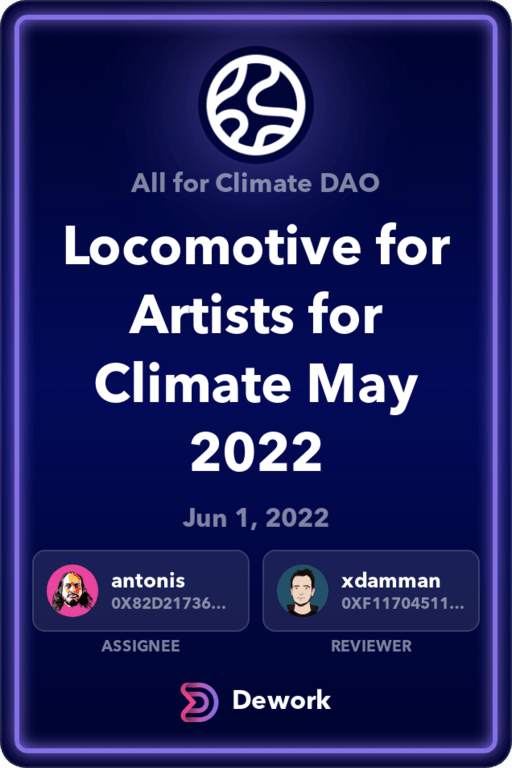 All for Climate DAO
Locomotive for
Artists for
Climate May
2022
Jun 1, 2022
antonis
0X82D21736...
xdamman
0XF11704511...
ASSIGNEE
REVIEWER
Dework